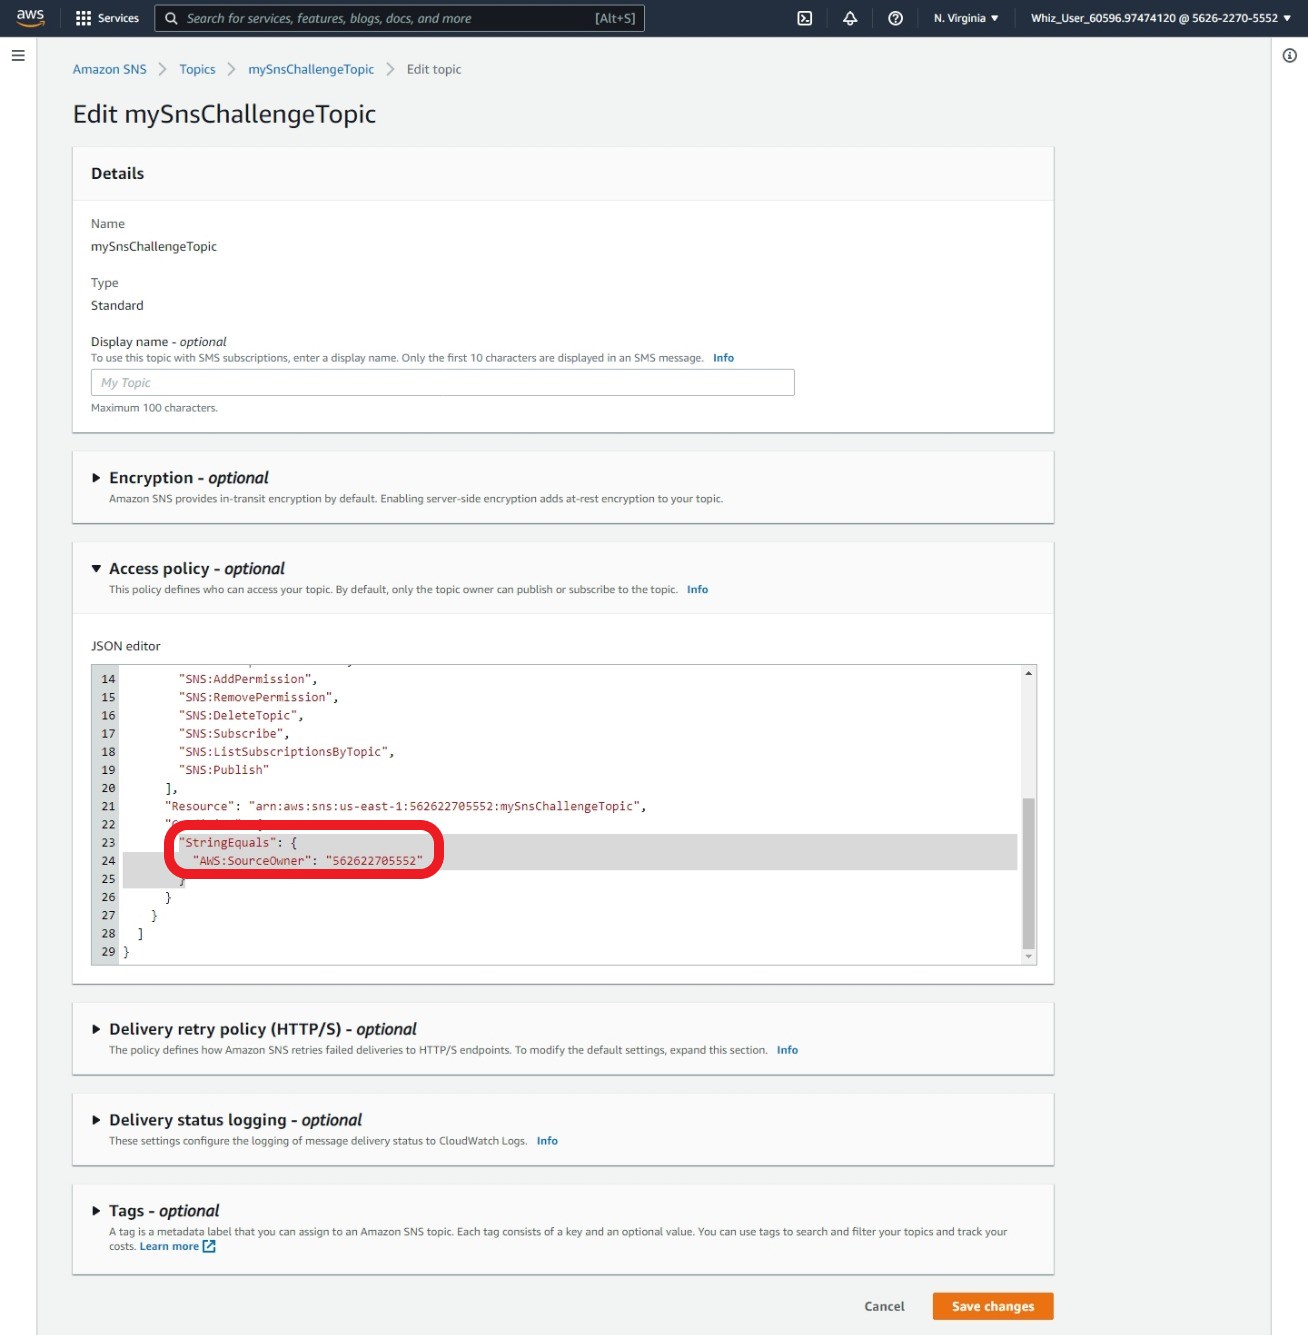 aws Services Search for services, features, blogs, docs, and more [Alt+S] N. Virginia ▼ Whiz_User_60596.97474120 @ 5626-2270-5552 ▼
Amazon SNS > Topics > mySnsChallengeTopic > Edit topic
Edit mySnsChallengeTopic
Details
Name
mySnsChallengeTopic
Type
Standard
Display name - optional
To use this topic with SMS subscriptions, enter a display name. Only the first 10 characters are displayed in an SMS message. Info
My Topic
Maximum 100 characters.
Encryption - optional
Amazon SNS provides in-transit encryption by default. Enabling server-side encryption adds at-rest encryption to your topic.
Access policy - optional
This policy defines who can access your topic. By default, only the topic owner can publish or subscribe to the topic. Info
JSON editor
14 "SNS:AddPermission",
15 "SNS:RemovePermission",
16 "SNS:DeleteTopic",
17 "SNS:Subscribe",
18 "SNS:ListSubscriptionsByTopic",
19 "SNS:Publish"
20 ],
21 "Resource": "arn:aws:sns:us-east-1:562622705552:mySnsChallengeTopic",
22
23 "StringEquals": {
24 "AWS:SourceOwner": "562622705552"
25 }
26 }
27 }
28 ]
29 }
Delivery retry policy (HTTP/S) - optional
The policy defines how Amazon SNS retries failed deliveries to HTTP/S endpoints. To modify the default settings, expand this section. Info
Delivery status logging - optional
These settings configure the logging of message delivery status to CloudWatch Logs. Info
Tags - optional
A tag is a metadata label that you can assign to an Amazon SNS topic. Each tag consists of a key and an optional value. You can use tags to search and filter your topics and track your
costs. Learn more
Cancel Save changes